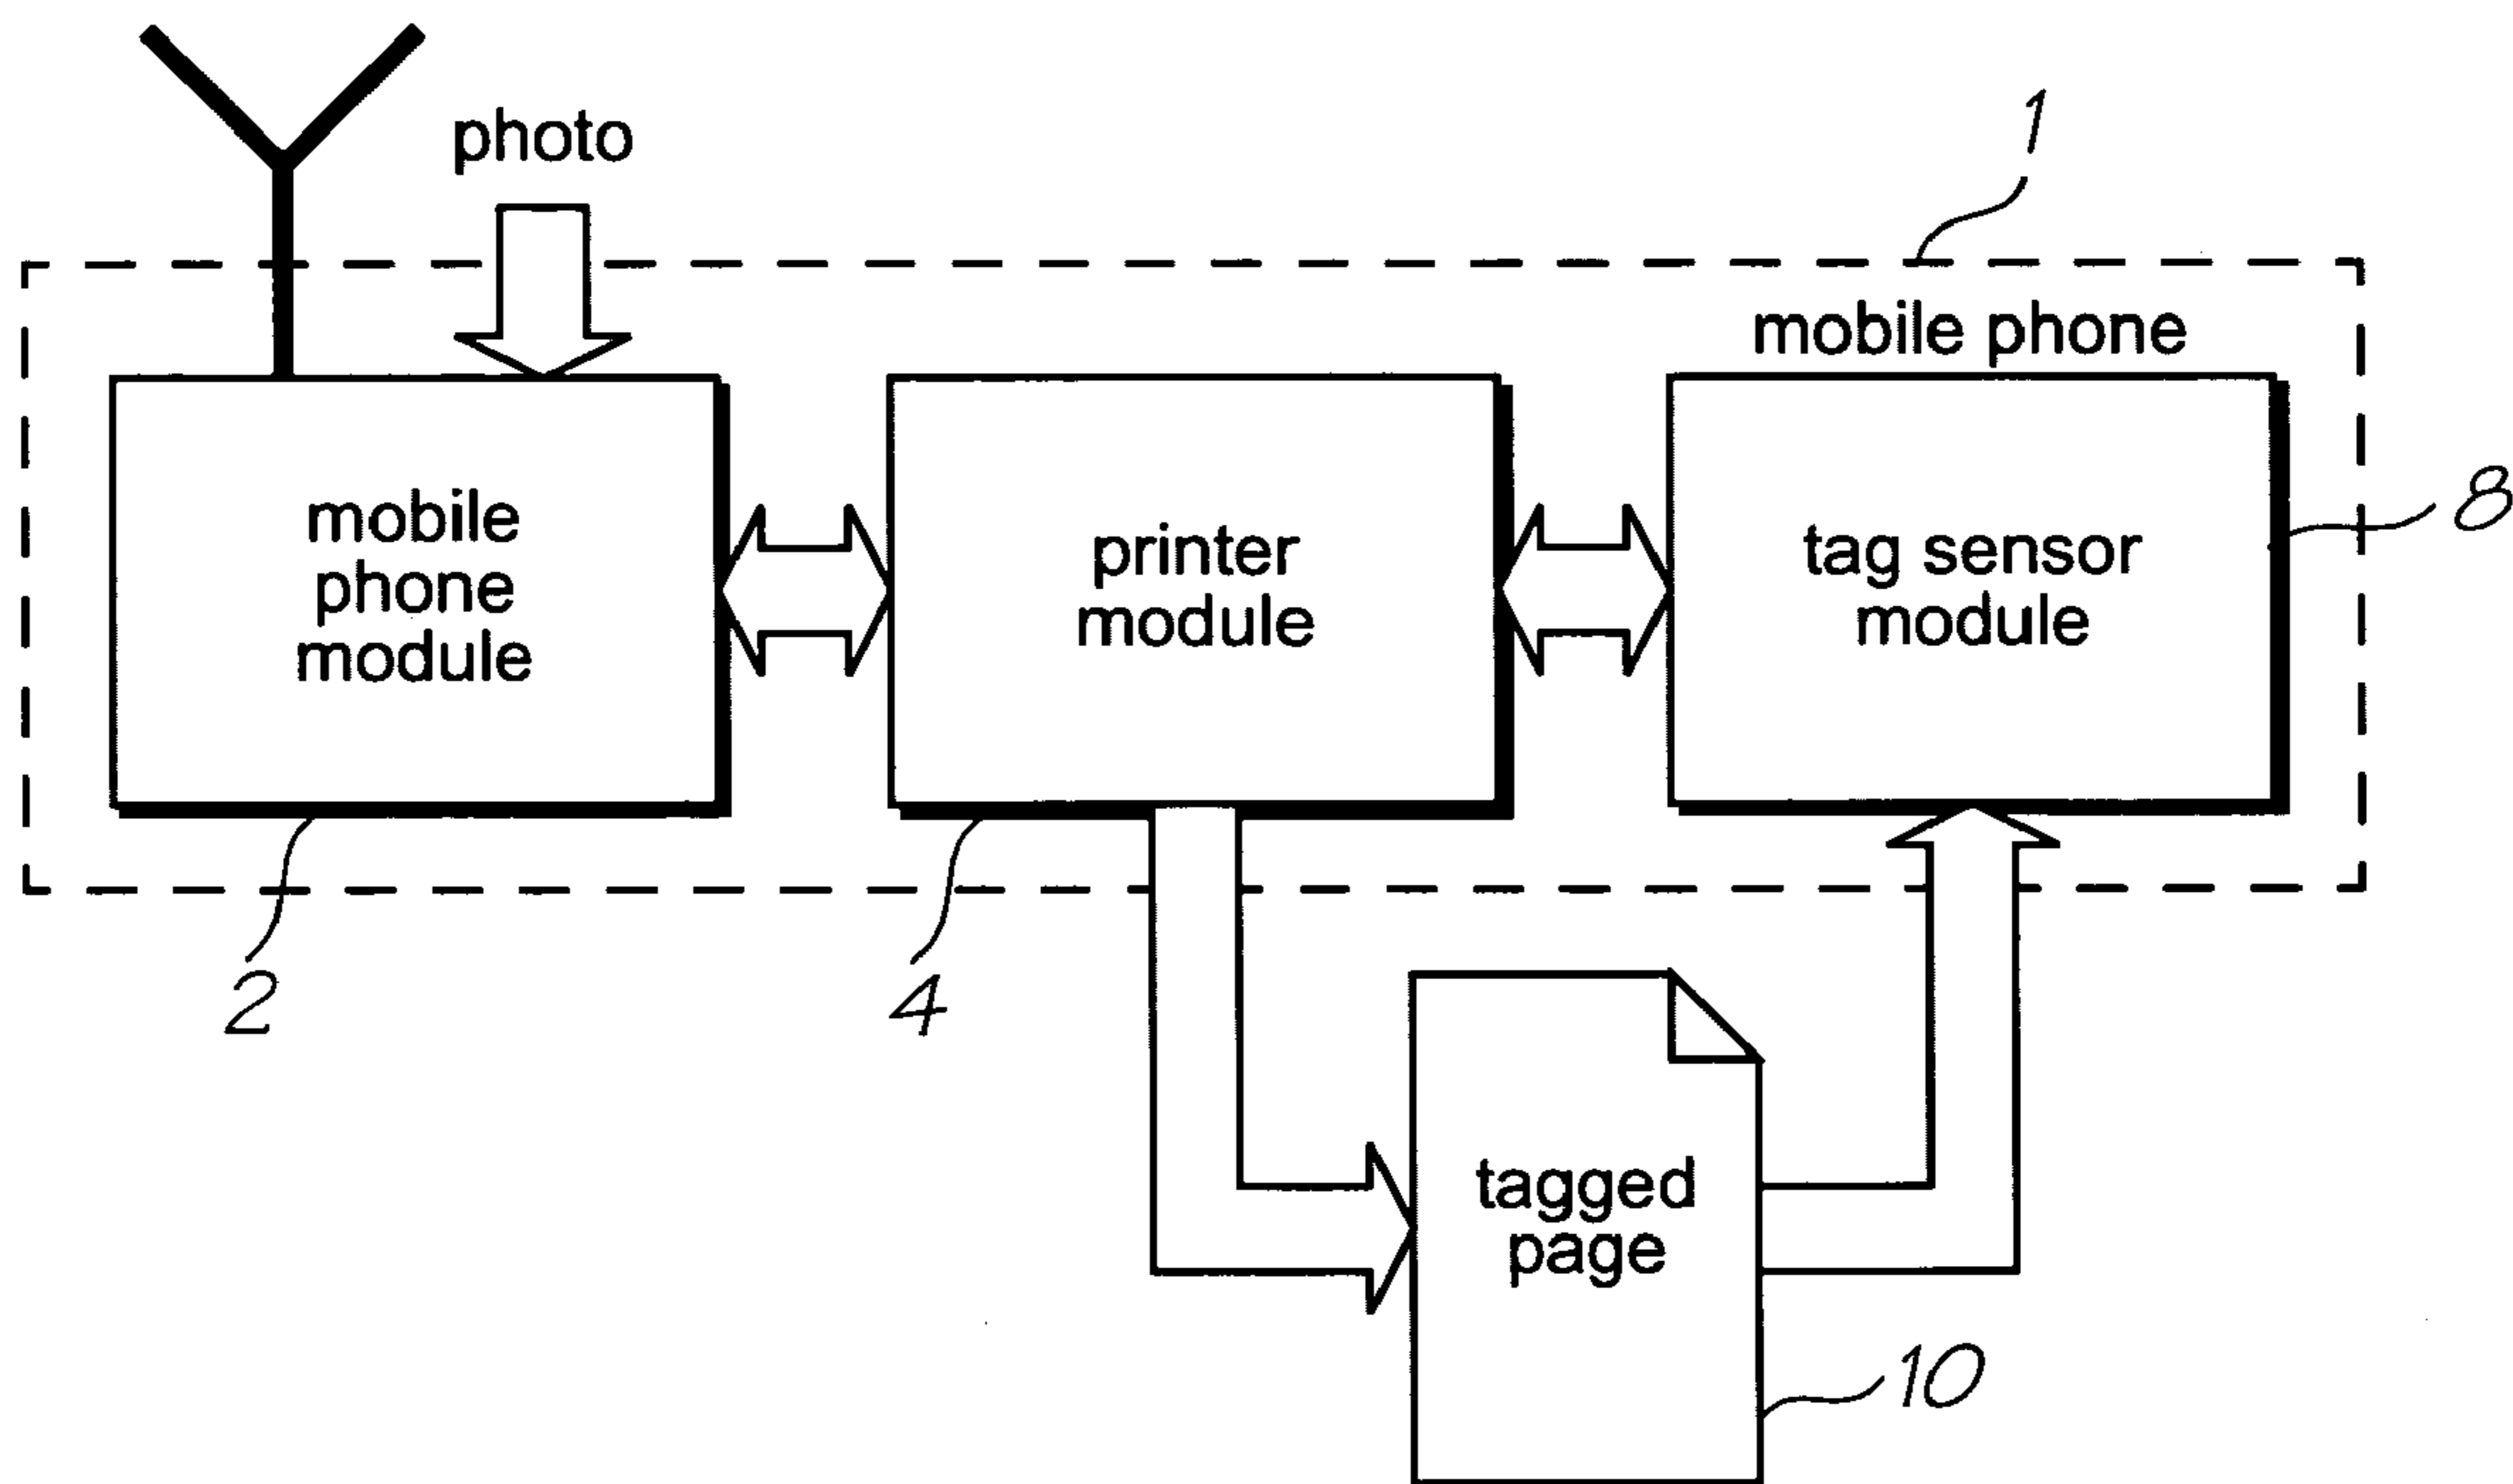 photo
1
mobile phone
mobile
phone
module
printer
module
tag sensor
module
8
2
4
tagged
page
10